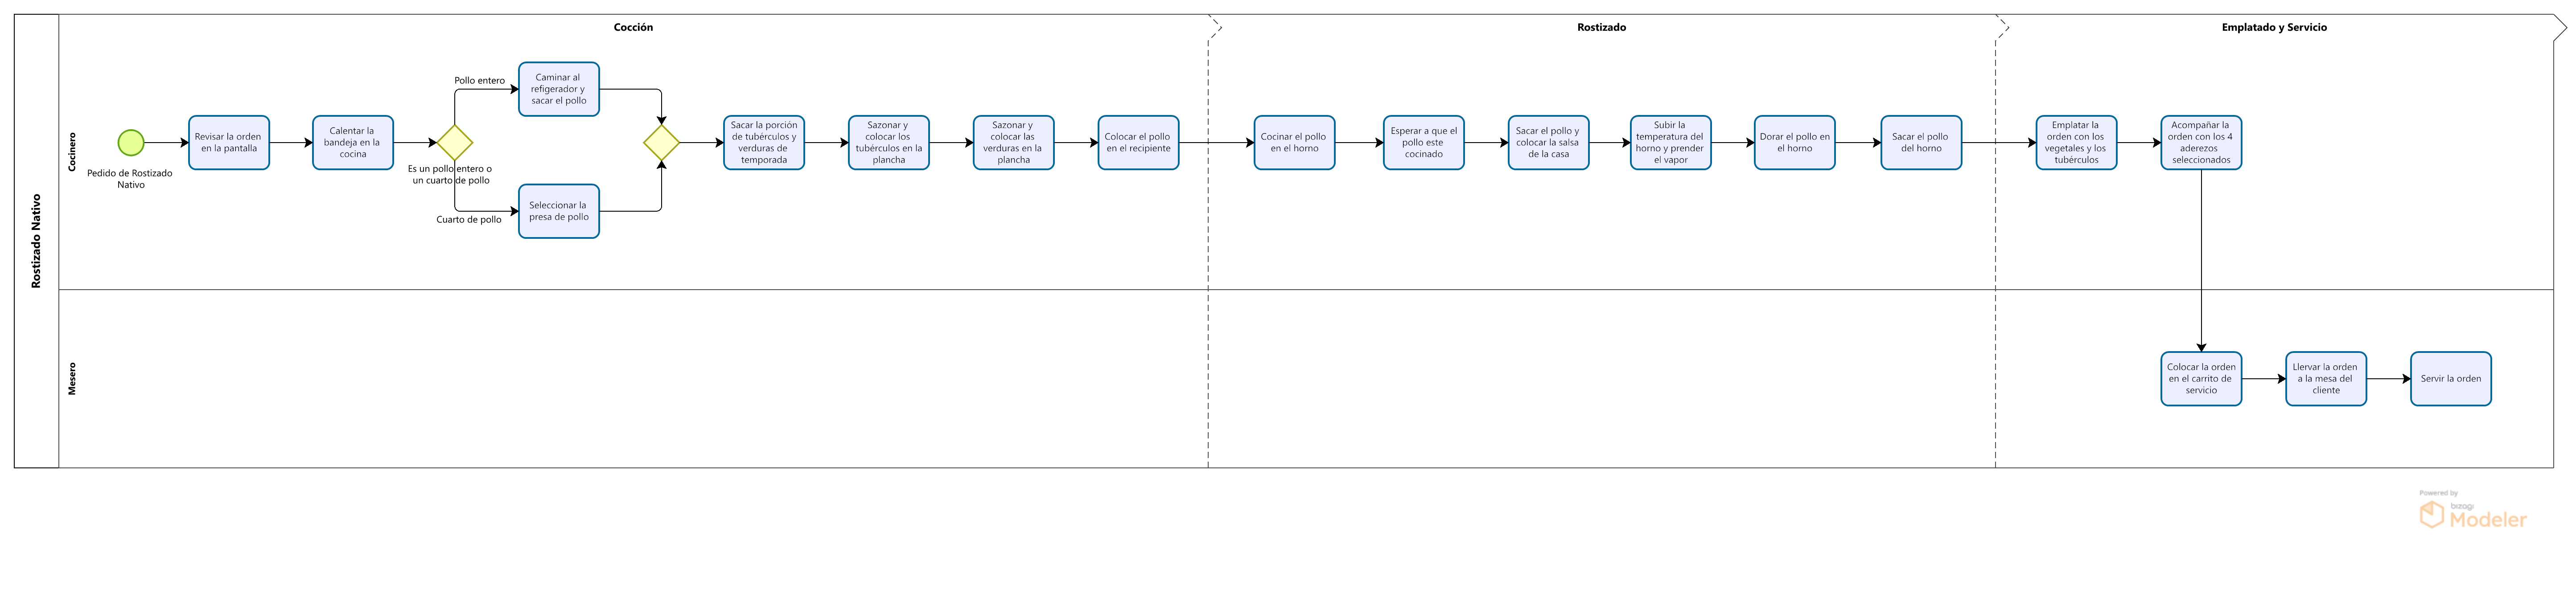 Cocción
Rostizado
Emplatado y Servicio
Rostizado Nativo
Cocinero
Pedido de Rostizado
Nativo
Revisar la orden
en la pantalla
Calentar la
bandeja en la
cocina
Es un pollo entero o
un cuarto de pollo
Pollo entero
Caminar al
refigerador y
sacar el pollo
Cuarto de pollo
Seleccionar la
presa de pollo
Sacar la porción
de tubérculos y
verduras de
temporada
Sazonar y
colocar los
tubérculos en la
plancha
Sazonar y
colocar las
verduras en la
plancha
Colocar el pollo
en el recipiente
Cocinar el pollo
en el horno
Esperar a que el
pollo este
cocinado
Sacar el pollo y
colocar la salsa
de la casa
Subir la
temperatura del
horno y prender
el vapor
Dorar el pollo en
el horno
Sacar el pollo
del horno
Emplatar la
orden con los
vegetales y los
tubérculos
Acompañar la
orden con los 4
aderezos
seleccionados
Mesero
Colocar la orden
en el carrito de
servicio
Llervar la orden
a la mesa del
cliente
Servir la orden
Powered by
bizagi
Modeler